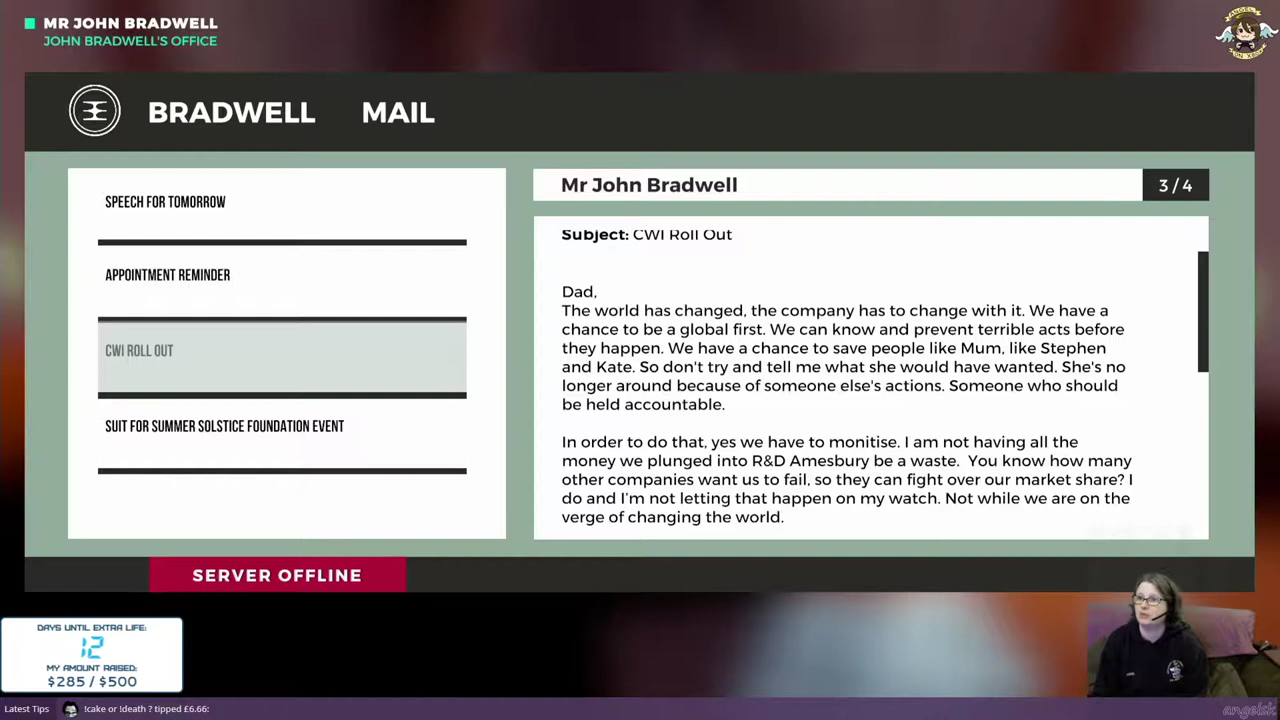 MR JOHN BRADWELL
JOHN BRADWELL'S OFFICE
ANGEL
ON XBOX
BRADWELL MAIL
SPEECH FOR TOMORROW
APPOINTMENT REMINDER
CWI ROLL OUT
SUIT FOR SUMMER SOLSTICE FOUNDATION EVENT
Mr John Bradwell
3 / 4
Subject: CWI Roll Out
Dad,
The world has changed, the company has to change with it. We have a
chance to be a global first. We can know and prevent terrible acts before
they happen. We have a chance to save people like Mum, like Stephen
and Kate. So don't try and tell me what she would have wanted. She's no
longer around because of someone else's actions. Someone who should
be held accountable.
In order to do that, yes we have to monitise. I am not having all the
money we plunged into R&D Amesbury be a waste.  You know how many
other companies want us to fail, so they can fight over our market share? I
do and I'm not letting that happen on my watch. Not while we are on the
verge of changing the world.
SERVER OFFLINE
DAYS UNTIL EXTRA LIFE:
12
MY AMOUNT RAISED:
$285 / $500
Latest Tips
!cake or !death ? tipped £6.66:
angelsk